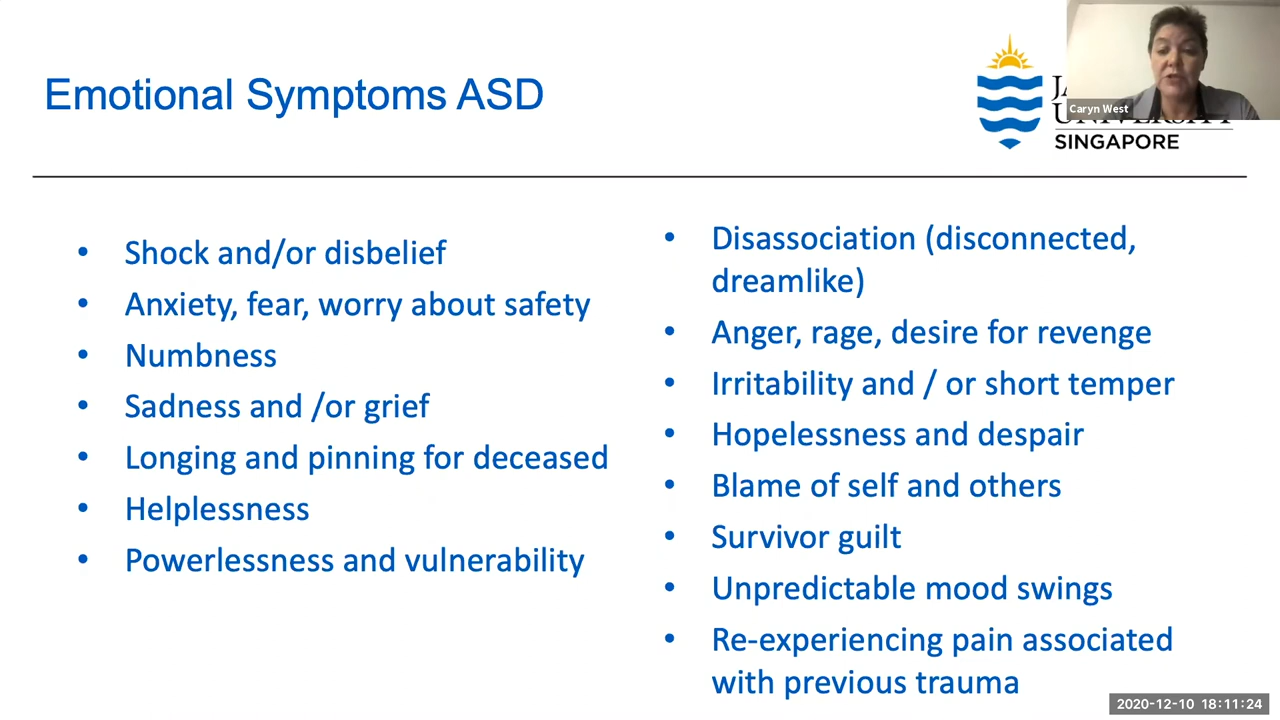 Emotional Symptoms ASD
Caryn West
SINGAPORE
• Shock and/or disbelief
• Anxiety, fear, worry about safety
• Numbness
• Sadness and /or grief
• Longing and pinning for deceased
• Helplessness
• Powerlessness and vulnerability
• Disassociation (disconnected,
dreamlike)
• Anger, rage, desire for revenge
• Irritability and / or short temper
• Hopelessness and despair
• Blame of self and others
• Survivor guilt
• Unpredictable mood swings
• Re-experiencing pain associated
with previous trauma
2020-12-10 18:11:24